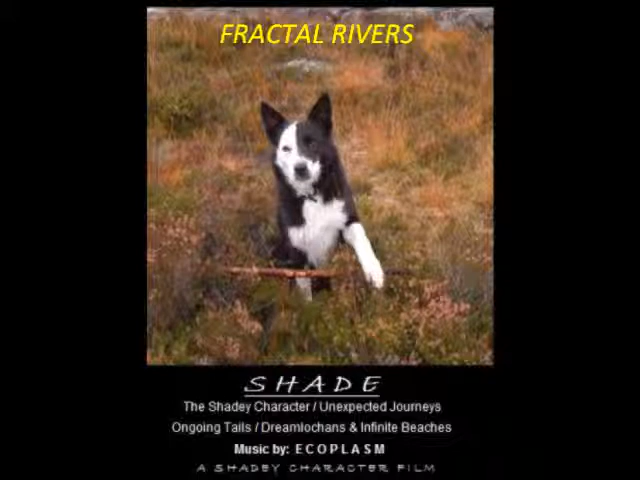 FRACTAL RIVERS
SHADE
The Shadey Character / Unexpected Journeys
Ongoing Tails / Dreamlochans & Infinite Beaches
Music by: ECOPLASM
A SHADEY CHARACTER FILM